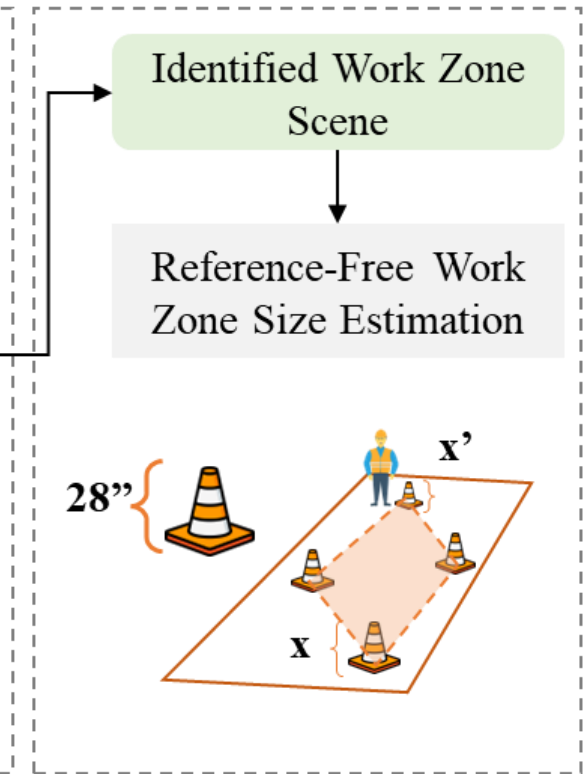 Identified Work Zone
Scene
Reference-Free Work
Zone Size Estimation
x’
28”
x